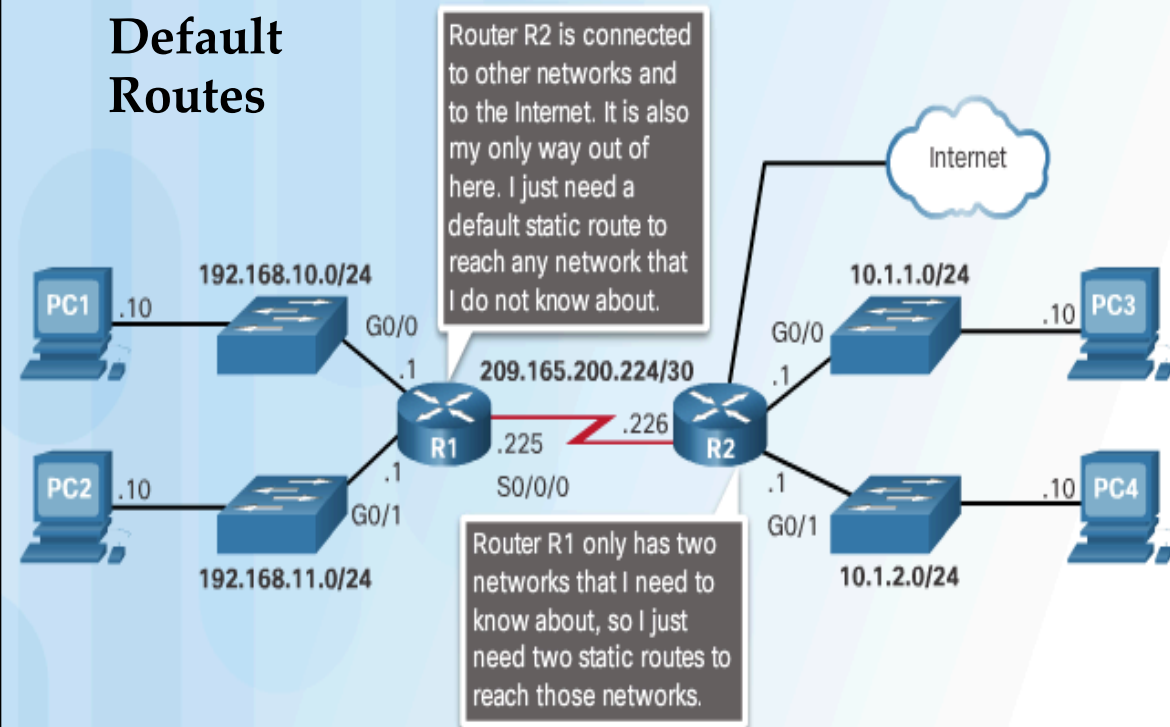 Default
Routes
Router R2 is connected
to other networks and
to the Internet. It is also
my only way out of
here. I just need a
default static route to
reach any network that
I do not know about.
Internet
192.168.10.0/24
10.1.1.0/24
PC1
.10
G0/0
.1
209.165.200.224/30
G0/0
.1
.10
PC3
R1
.225
S0/0/0
.226
R2
PC2
.10
.1
G0/1
192.168.11.0/24
.1
G0/1
.10
PC4
10.1.2.0/24
Router R1 only has two
networks that I need to
know about, so I just
need two static routes to
reach those networks.